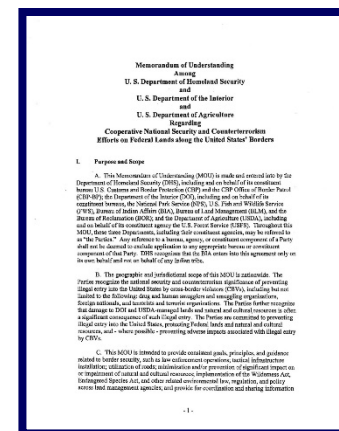 Memorandum of Understanding
Among
U. S. Department of Homeland Security
and
U. S. Department of the Interior
and
U. S. Department of Agriculture
Regarding
Cooperative National Security and Counterterrorism
Efforts on Federal Lands along the United States' Borders
I. Purpose and Scope
A. This Memorandum of Understanding (MOU) is made and entered into by the
Department of Homeland Security (DHS), including and on behalf of its constituent
bureau U.S. Customs and Border Protection (CBP) and the CBP Office of Border Patrol
(CBP-BP); the Department of the Interior (DOI), including and on behalf of its
constituent bureaus, the National Park Service (NPS), U.S. Fish and Wildlife Service
(FWS), Bureau of Indian Affairs (BIA), Bureau of Land Management (BLM), and the
Bureau of Reclamation (BOR); and the Department of Agriculture (USDA), including
and on behalf of its constituent agency the U.S. Forest Service (USFS). Throughout this
MOU, these three Departments, including their constituent agencies, may be referred to
as "the Parties." Any reference to a bureau, agency, or constituent component of a Party
shall not be deemed to exclude application to any appropriate bureau or constituent
component of that Party. DHS recognizes that the BIA enters into this agreement only on
its own behalf and not on behalf of any Indian tribe.
B. The geographic and jurisdictional scope of this MOU is nationwide. The
Parties recognize the national security and counterterrorism significance of preventing
illegal entry into the United States by cross-border violators (CBVs), including but not
limited to the following: drug and human smugglers and smuggling organizations,
foreign nationals, and terrorists and terrorist organizations. The Parties further recognize
that damage to DOI and USDA-managed lands and natural and cultural resources is often
a significant consequence of such illegal entry. The Parties are committed to preventing
illegal entry into the United States, protecting Federal lands and natural and cultural
resources, and - where possible - preventing adverse impacts associated with illegal entry
by CBVs.
C. This MOU is intended to provide consistent goals, principles, and guidance
related to border security, such as law enforcement operations; tactical infrastructure
installation; utilization of roads; minimization and/or prevention of significant impact on
or impairment of natural and cultural resources; implementation of the Wilderness Act,
Endangered Species Act, and other related environmental law, regulation, and policy
across land management agencies; and provide for coordination and sharing information
- 1 -